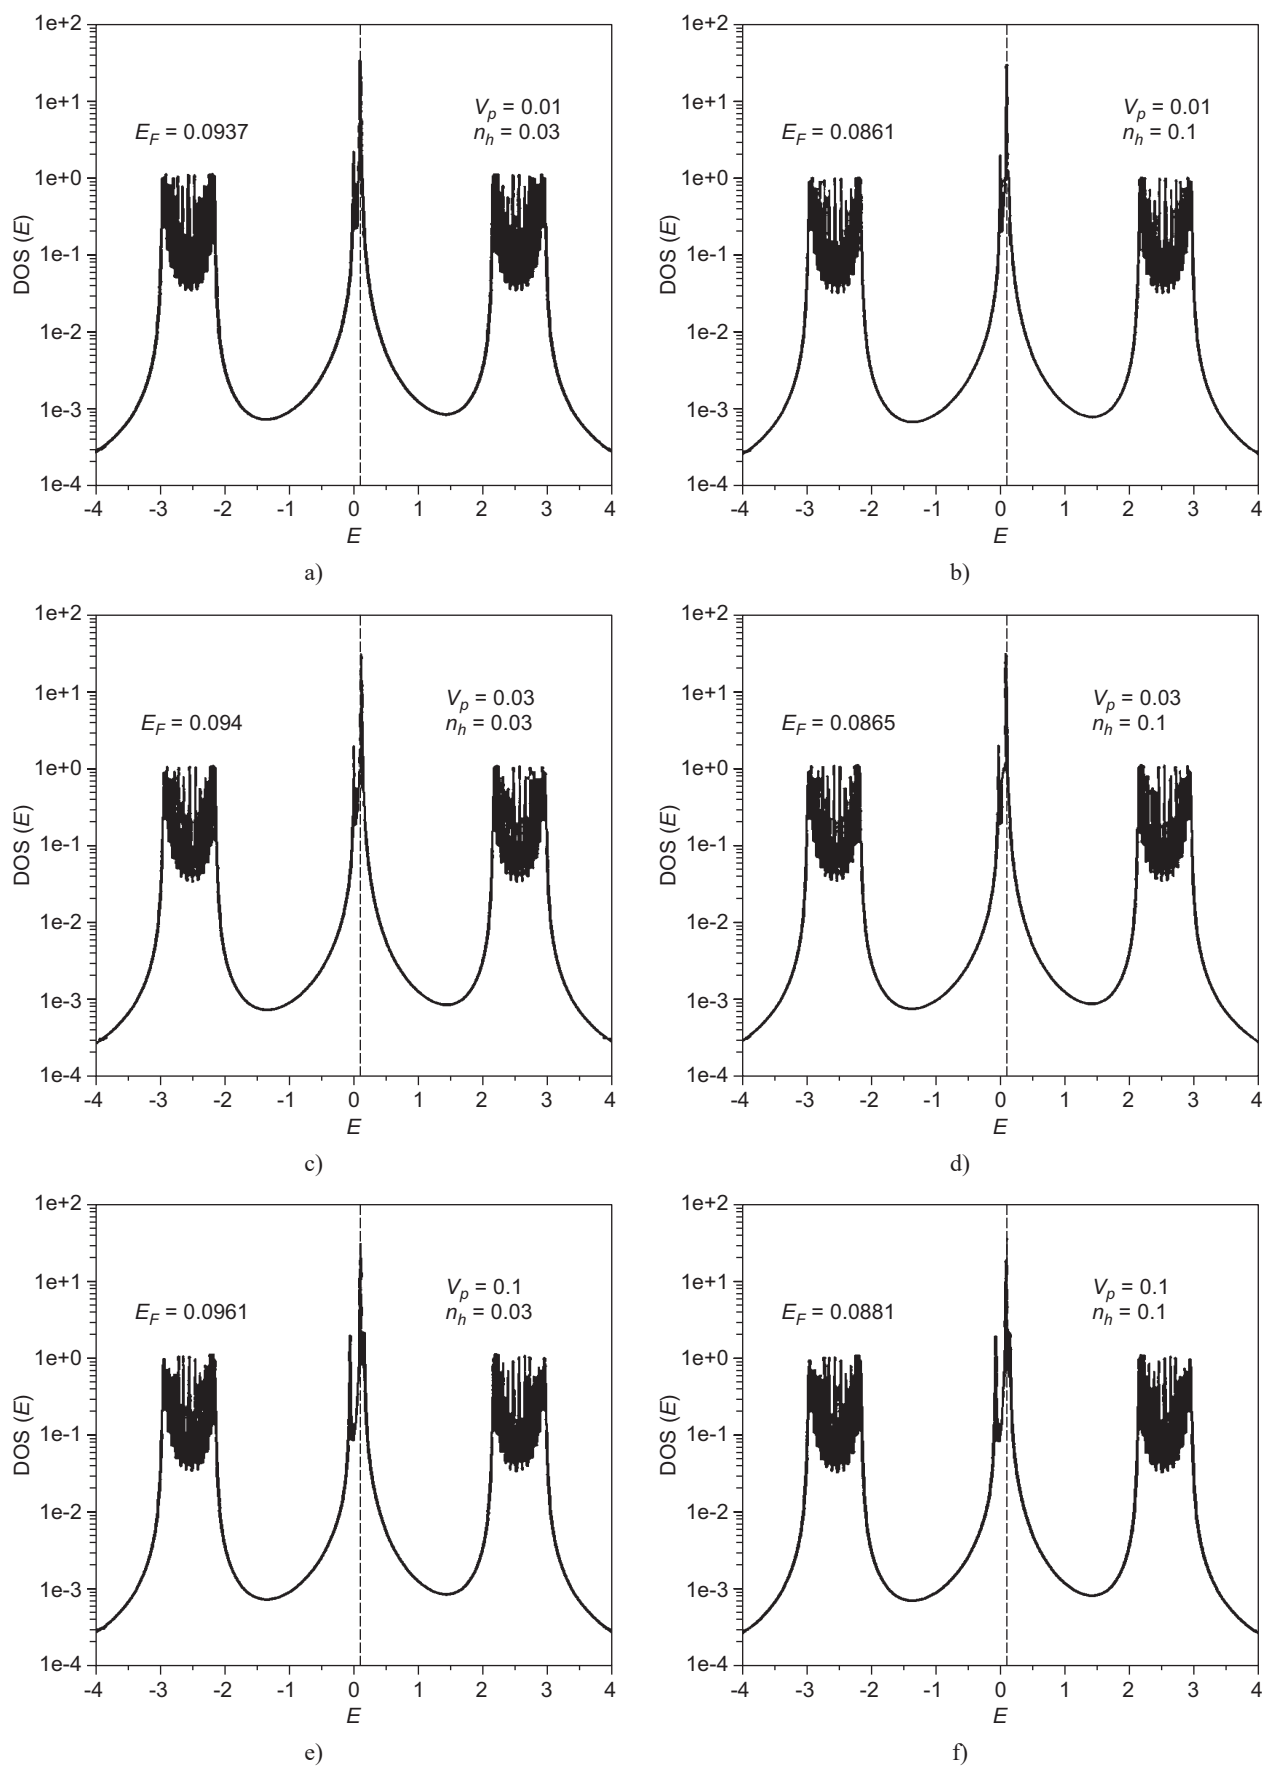 1e+2
1e+1
1e+0
1e-1
1e-2
1e-3
1e-4
DOS (E)
E_F = 0.0937
V_p = 0.01
n_h = 0.03
-4 -3 -2 -1 0 1 2 3 4
E
a)
1e+2
1e+1
1e+0
1e-1
1e-2
1e-3
1e-4
DOS (E)
E_F = 0.0861
V_p = 0.01
n_h = 0.1
-4 -3 -2 -1 0 1 2 3 4
E
b)
1e+2
1e+1
1e+0
1e-1
1e-2
1e-3
1e-4
DOS (E)
E_F = 0.094
V_p = 0.03
n_h = 0.03
-4 -3 -2 -1 0 1 2 3 4
E
c)
1e+2
1e+1
1e+0
1e-1
1e-2
1e-3
1e-4
DOS (E)
E_F = 0.0865
V_p = 0.03
n_h = 0.1
-4 -3 -2 -1 0 1 2 3 4
E
d)
1e+2
1e+1
1e+0
1e-1
1e-2
1e-3
1e-4
DOS (E)
E_F = 0.0961
V_p = 0.1
n_h = 0.03
-4 -3 -2 -1 0 1 2 3 4
E
e)
1e+2
1e+1
1e+0
1e-1
1e-2
1e-3
1e-4
DOS (E)
E_F = 0.0881
V_p = 0.1
n_h = 0.1
-4 -3 -2 -1 0 1 2 3 4
E
f)